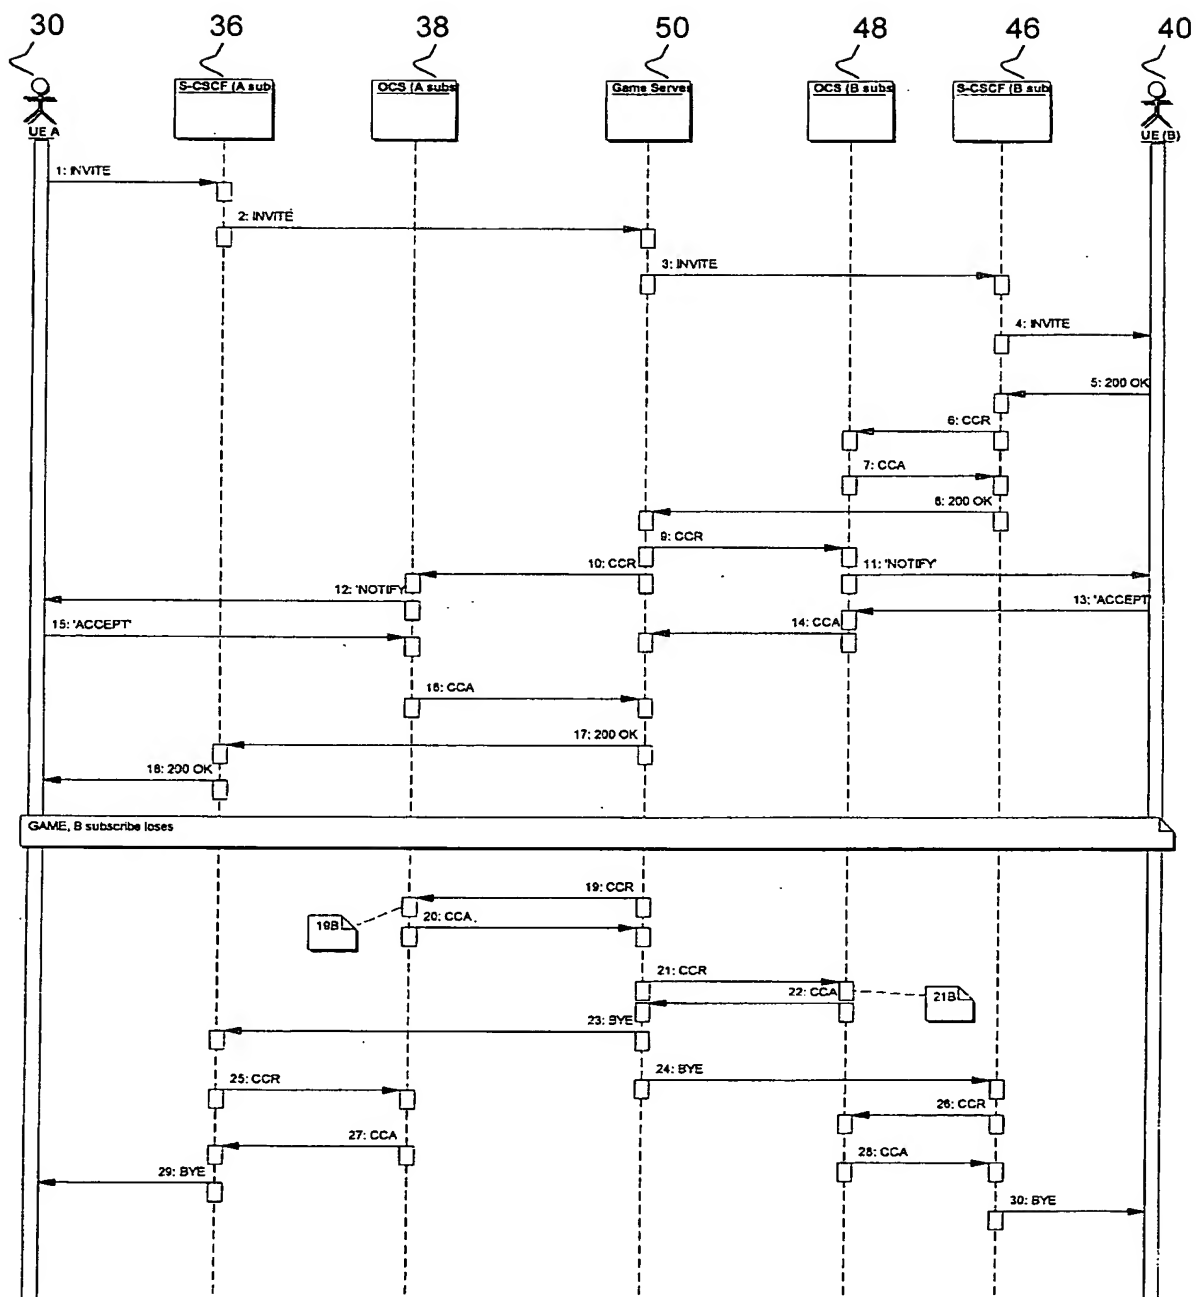 30
36
38
50
48
46
40
S-CSCF (A sub
OCS (A subs
Game Serve
OCS (B subs
S-CSCF (B sub
UE A
UE (B)
1: INVITE
2: INVITE
3: INVITE
4: INVITE
5: 200 OK
6: CCR
7: CCA
8: 200 OK
9: CCR
10: CCR
11: 'NOTIFY'
12: 'NOTIFY
13: 'ACCEPT'
15: 'ACCEPT'
14: CCA
16: CCA
17: 200 OK
18: 200 OK
GAME, B subscribe loses
19: CCR
19B
20: CCA
21: CCR
22: CCA
21B
23: BYE
24: BYE
25: CCR
26: CCR
27: CCA
28: CCA
29: BYE
30: BYE